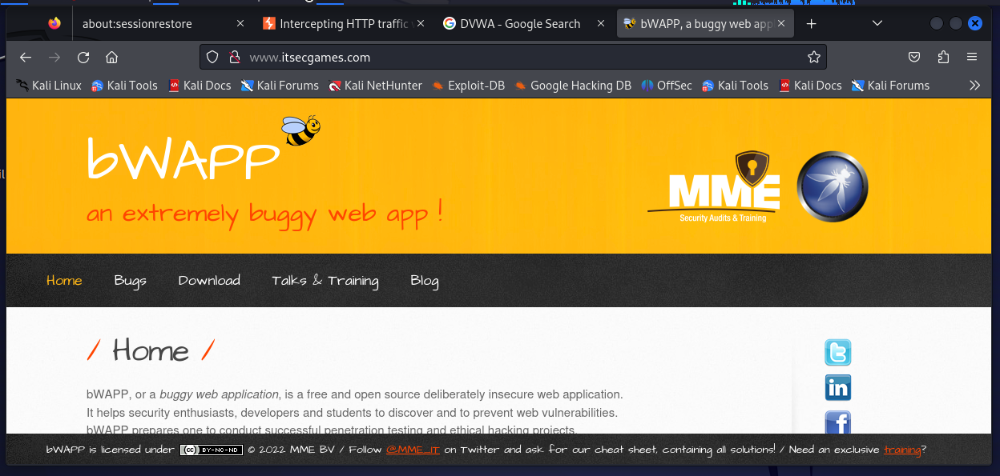 about:sessionrestore
Intercepting HTTP traffic
DVWA - Google Search
bWAPP, a buggy web app
www.itsecgames.com
Kali Linux
Kali Tools
Kali Docs
Kali Forums
Kali NetHunter
Exploit-DB
Google Hacking DB
OffSec
Kali Tools
Kali Docs
Kali Forums
bWAPP
an extremely buggy web app !
MME
Security Audits & Training
Home
Bugs
Download
Talks & Training
Blog
/ Home /
bWAPP, or a buggy web application, is a free and open source deliberately insecure web application.
It helps security enthusiasts, developers and students to discover and to prevent web vulnerabilities.
bWAPP prepares one to conduct successful penetration testing and ethical hacking projects.
bWAPP is licensed under (cc) BY-NC-ND © 2022 MME BV / Follow @MME_IT on Twitter and ask for our cheat sheet, containing all solutions! / Need an exclusive training?